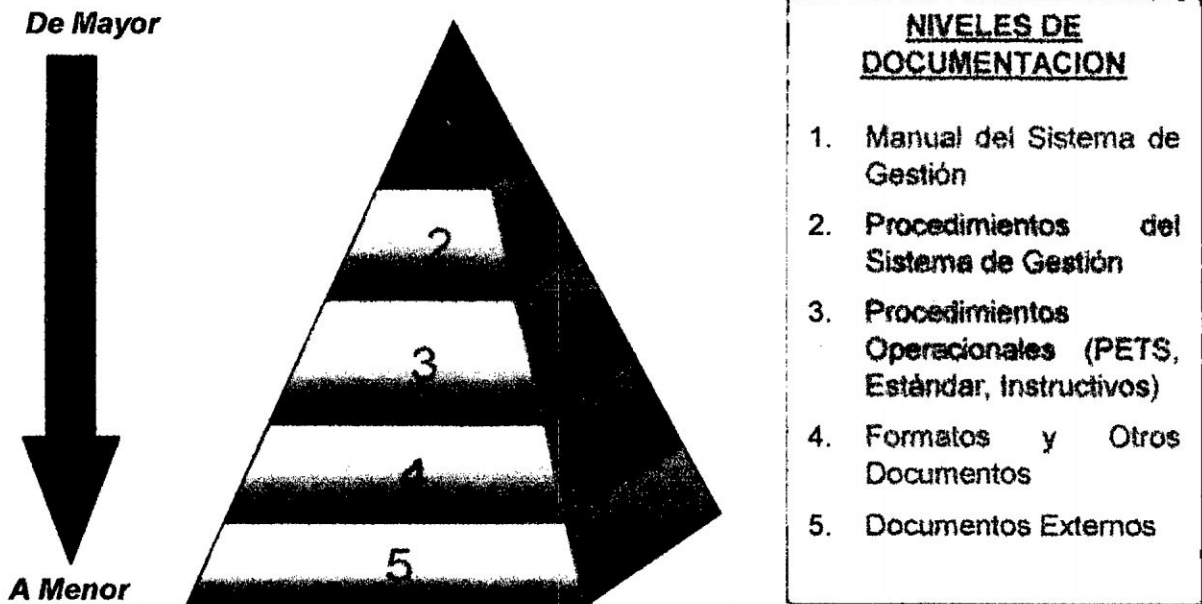 De Mayor
2
3
4
5
A Menor
NIVELES DE
DOCUMENTACION
1. Manual del Sistema de
Gestión
2. Procedimientos del
Sistema de Gestión
3. Procedimientos
Operacionales (PETS,
Estándar, Instructivos)
4. Formatos y Otros
Documentos
5. Documentos Externos